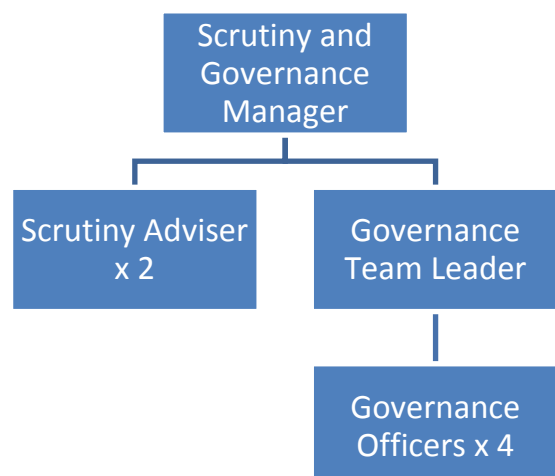 Scrutiny and
Governance
Manager
Scrutiny Adviser
x 2
Governance
Team Leader
Governance
Officers x 4